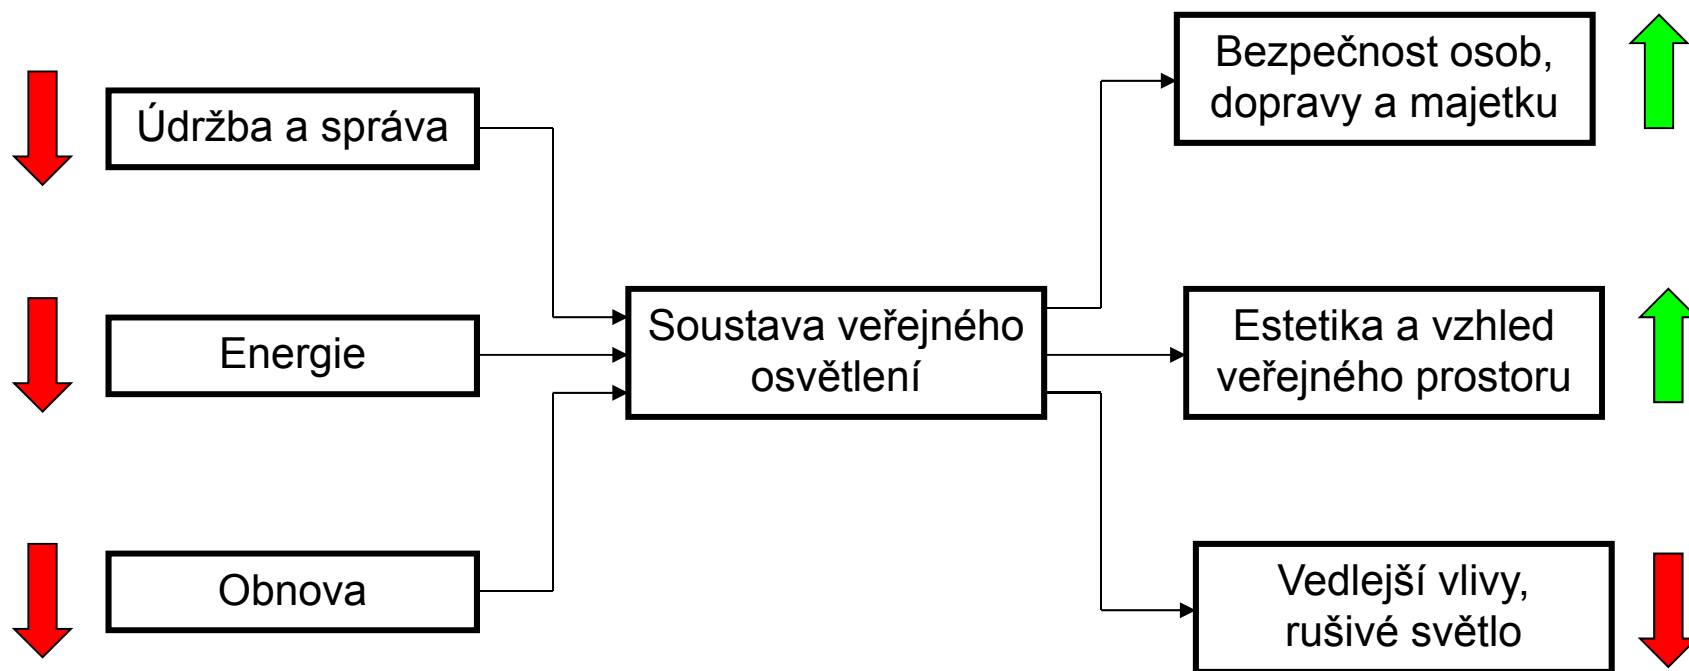 Údržba a správa
Energie
Obnova
Soustava veřejného
osvětlení
Bezpečnost osob,
dopravy a majetku
Estetika a vzhled
veřejného prostoru
Vedlejší vlivy,
rušivé světlo